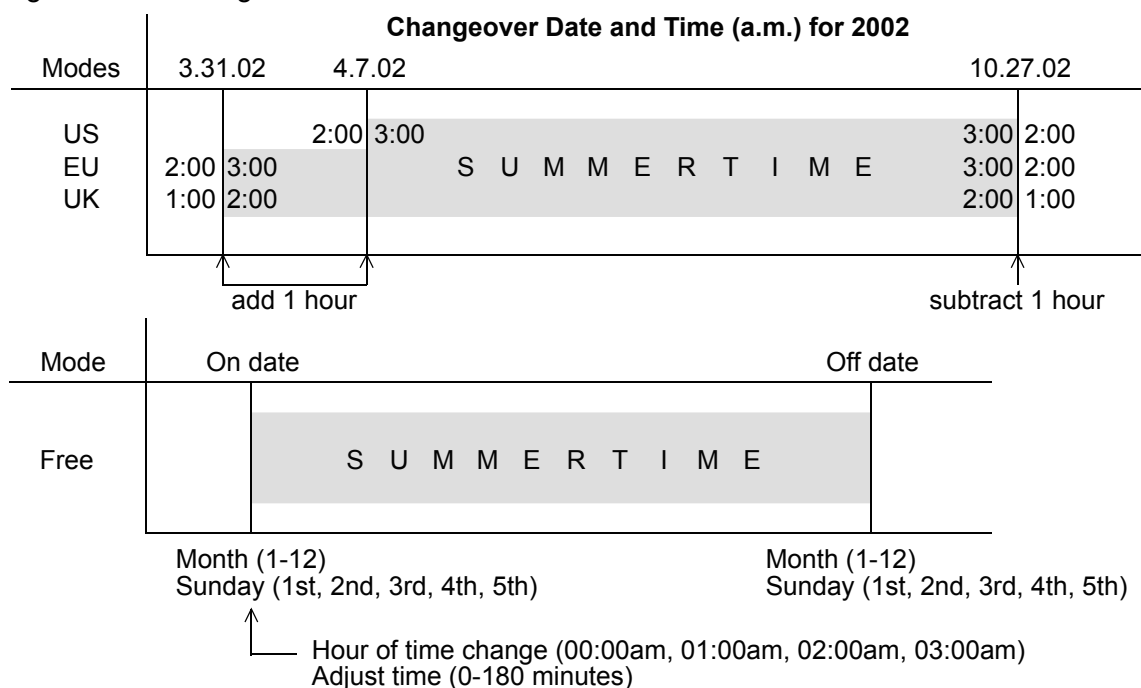 Changeover Date and Time (a.m.) for 2002
Modes 3.31.02 4.7.02 10.27.02
US 2:00 3:00 3:00 2:00
EU 2:00 3:00 S U M M E R T I M E 3:00 2:00
UK 1:00 2:00 2:00 1:00
add 1 hour subtract 1 hour
Mode On date Off date
Free S U M M E R T I M E
Month (1-12) Month (1-12)
Sunday (1st, 2nd, 3rd, 4th, 5th) Sunday (1st, 2nd, 3rd, 4th, 5th)
Hour of time change (00:00am, 01:00am, 02:00am, 03:00am)
Adjust time (0-180 minutes)